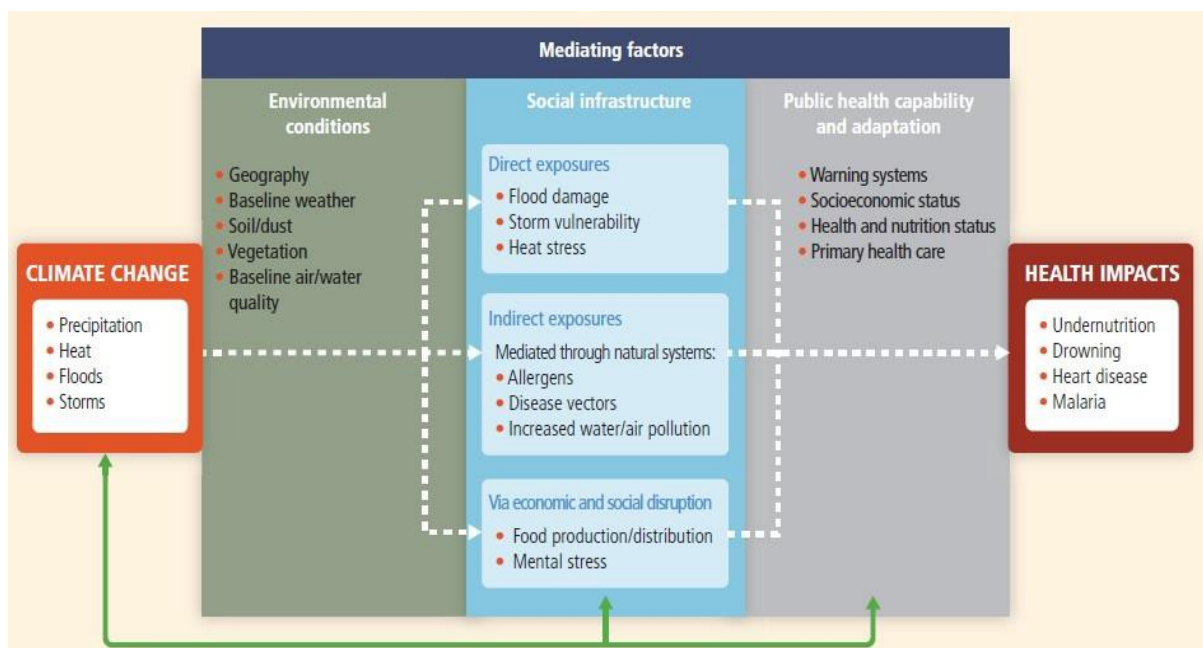 Mediating factors
Environmental
conditions
• Geography
• Baseline weather
• Soil/dust
• Vegetation
• Baseline air/water
quality
Social infrastructure
Direct exposures
• Flood damage
• Storm vulnerability
• Heat stress
Indirect exposures
Mediated through natural systems:
• Allergens
• Disease vectors
• Increased water/air pollution
Via economic and social disruption
• Food production/distribution
• Mental stress
Public health capability
and adaptation
• Warning systems
• Socioeconomic status
• Health and nutrition status
• Primary health care
CLIMATE CHANGE
• Precipitation
• Heat
• Floods
• Storms
HEALTH IMPACTS
• Undernutrition
• Drowning
• Heart disease
• Malaria